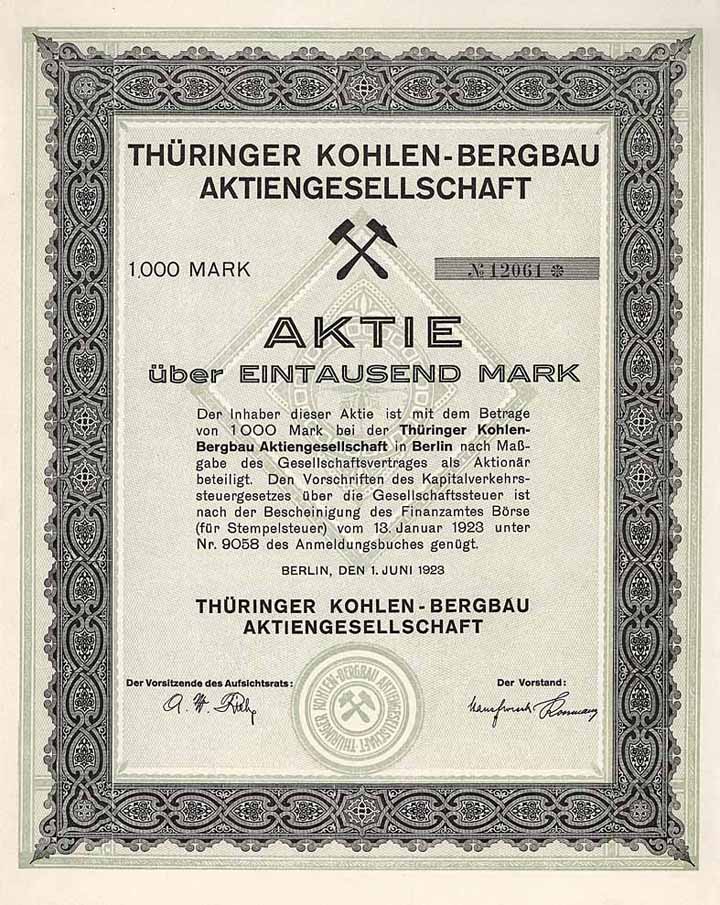 THÜRINGER KOHLEN-BERGBAU
AKTIENGESELLSCHAFT
1.000 MARK
№ 12061 ❊
AKTIE
über EINTAUSEND MARK
Der Inhaber dieser Aktie ist mit dem Betrage
von 1000 Mark bei der Thüringer Kohlen-
Bergbau Aktiengesellschaft in Berlin nach Maß-
gabe des Gesellschaftsvertrages als Aktionär
beteiligt. Den Vorschriften des Kapitalverkehrs-
steuergesetzes über die Gesellschaftssteuer ist
nach der Bescheinigung des Finanzamtes Börse
(für Stempelsteuer) vom 13. Januar 1923 unter
Nr. 9058 des Anmeldungsbuches genügt.
BERLIN, DEN 1. JUNI 1923
THÜRINGER KOHLEN-BERGBAU
AKTIENGESELLSCHAFT
Der Vorsitzende des Aufsichtsrats:
Der Vorstand:
A. W.
THÜRINGER KOHLEN-BERGBAU AKTIENGESELLSCHAFT